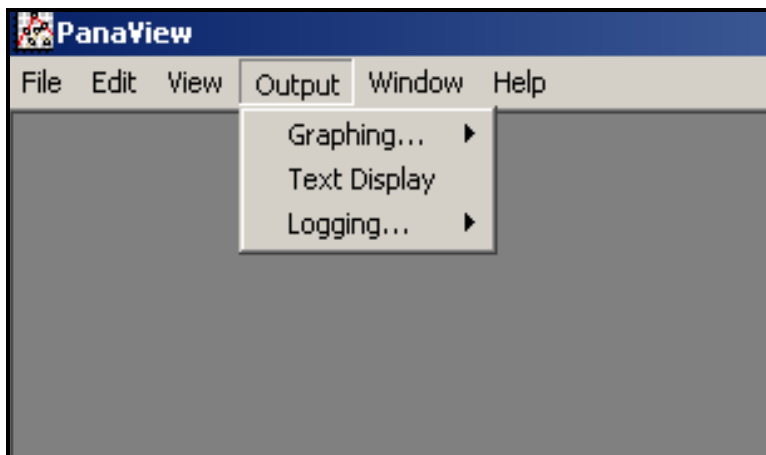 PanaView
File Edit View Output Window Help
Graphing...
Text Display
Logging...